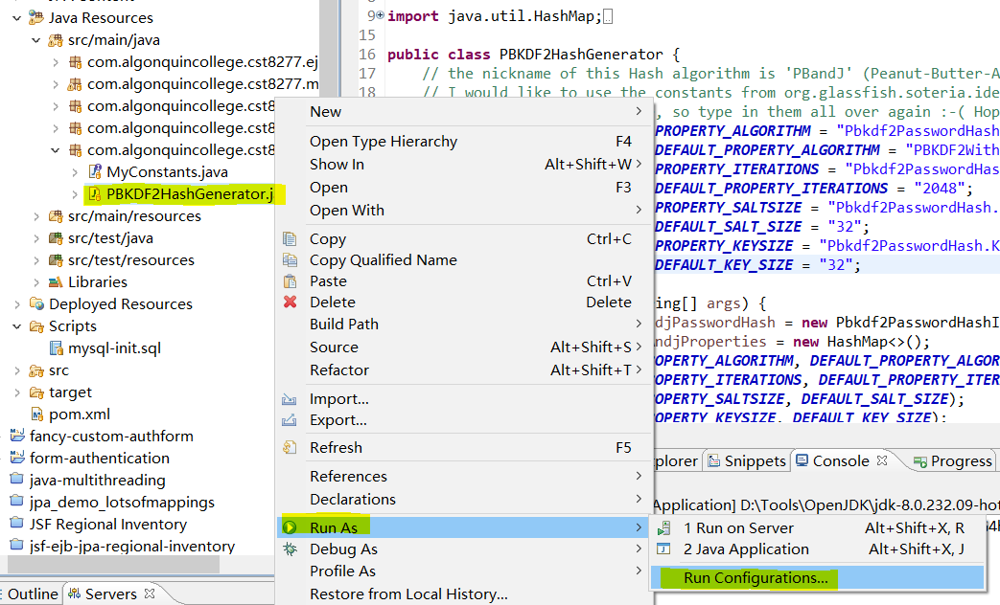 Java Resources
src/main/java
com.algonquincollege.cst8277.ej
com.algonquincollege.cst8277.m
com.algonquincollege.cst8
com.algonquincollege.cst8
com.algonquincollege.cst8
MyConstants.java
PBKDF2HashGenerator.j
src/main/resources
src/test/java
src/test/resources
Libraries
Deployed Resources
Scripts
mysql-init.sql
src
target
pom.xml
fancy-custom-authform
form-authentication
java-multithreading
jpa_demo_lotsofmappings
JSF Regional Inventory
jsf-ejb-jpa-regional-inventory
Outline Servers
9 import java.util.HashMap;
15
16 public class PBKDF2HashGenerator {
17 // the nickname of this Hash algorithm is 'PBandJ' (Peanut-Butter-A
18 // I would like to use the constants from org.glassfish.soteria.ide
, so type in them all over again :-( Hop
PROPERTY_ALGORITHM = "Pbkdf2PasswordHash
DEFAULT_PROPERTY_ALGORITHM = "PBKDF2With
PROPERTY_ITERATIONS = "Pbkdf2PasswordHas
DEFAULT_PROPERTY_ITERATIONS = "2048";
PROPERTY_SALTSIZE = "Pbkdf2PasswordHash.
DEFAULT_SALT_SIZE = "32";
PROPERTY_KEYSIZE = "Pbkdf2PasswordHash.K
DEFAULT_KEY_SIZE = "32";
ing[] args) {
djPasswordHash = new Pbkdf2PasswordHashI
ndjProperties = new HashMap<>();
OPERTY_ALGORITHM, DEFAULT_PROPERTY_ALGOR
OPERTY_ITERATIONS, DEFAULT_PROPERTY_ITER
OPERTY_SALTSIZE, DEFAULT_SALT_SIZE);
OPERTY_KEYSIZE, DEFAULT_KEY_SIZE);
New
Open Type Hierarchy F4
Show In Alt+Shift+W
Open F3
Open With
Copy Ctrl+C
Copy Qualified Name
Paste Ctrl+V
Delete Delete
Build Path
Source Alt+Shift+S
Refactor Alt+Shift+T
Import...
Export...
Refresh F5
References
Declarations
Run As
Debug As
Profile As
Restore from Local History...
plorer Snippets Console Progress
Application] D:\Tools\OpenJDK\jdk-8.0.232.09-hot
1 Run on Server Alt+Shift+X, R
2 Java Application Alt+Shift+X, J
Run Configurations...